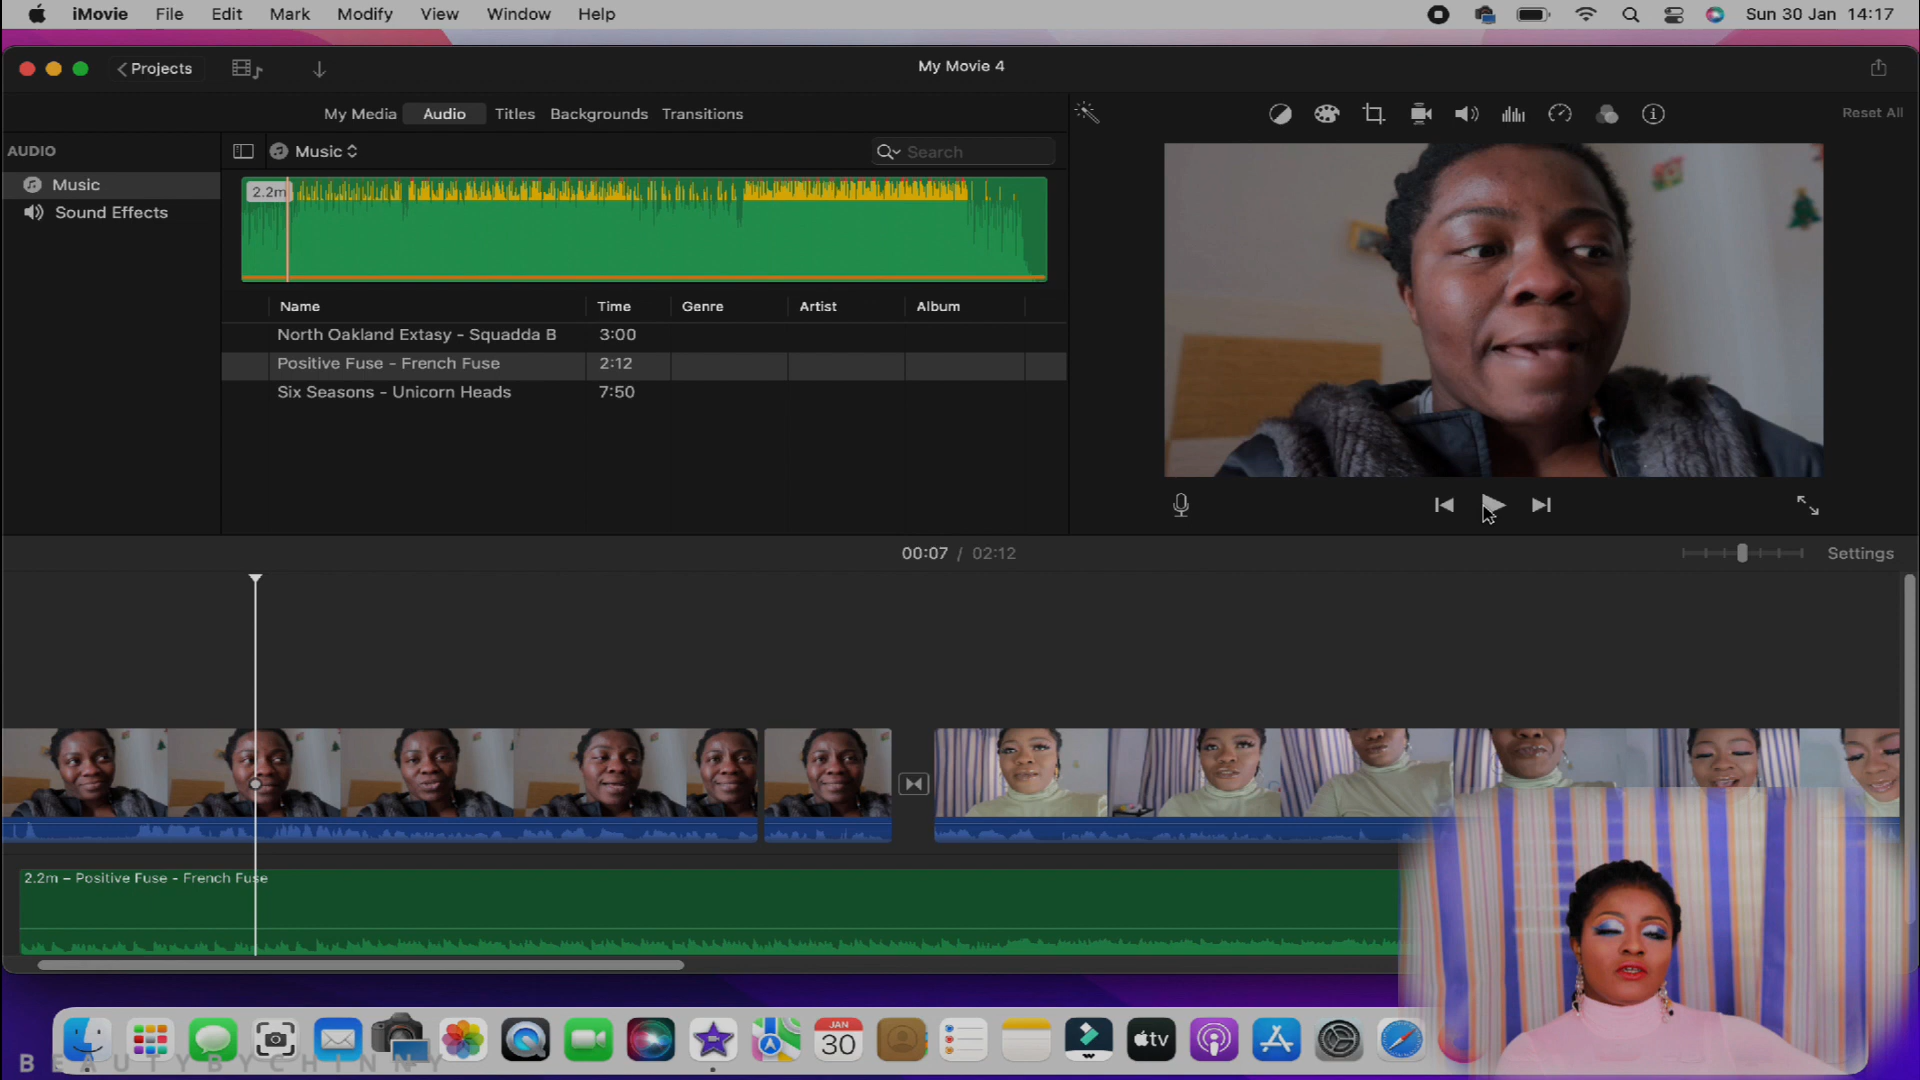 iMovie File Edit Mark Modify View Window Help Sun 30 Jan 14:17
Projects My Movie 4
My Media Audio Titles Backgrounds Transitions Reset All
AUDIO Music Search
Music
Sound Effects
2.2m
Name Time Genre Artist Album
North Oakland Extasy - Squadda B 3:00
Positive Fuse - French Fuse 2:12
Six Seasons - Unicorn Heads 7:50
00:07 / 02:12 Settings
2.2m – Positive Fuse - French Fuse
JAN
30
tv
BEAUTYBYCHINNY